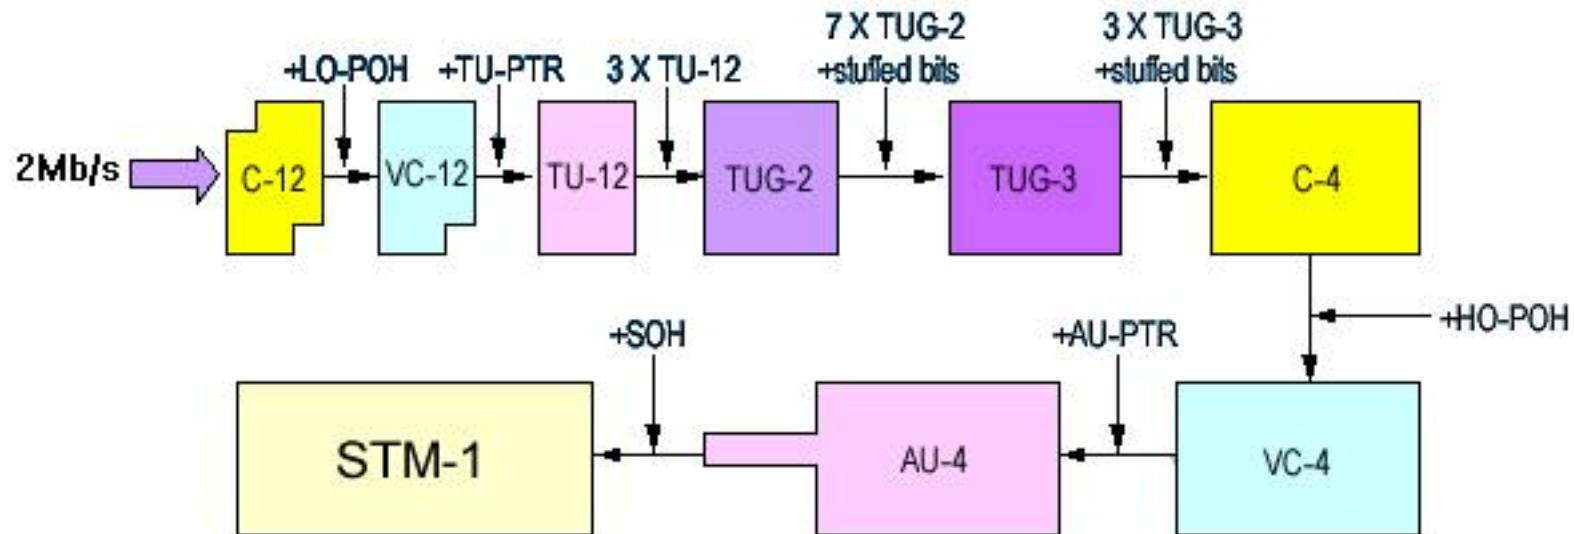 7 X TUG-2
+stuffed bits
3 X TUG-3
+stuffed bits
+LO-POH
+TU-PTR
3 X TU-12
2Mb/s
C-12
VC-12
TU-12
TUG-2
TUG-3
C-4
+HO-POH
+SOH
+AU-PTR
STM-1
AU-4
VC-4